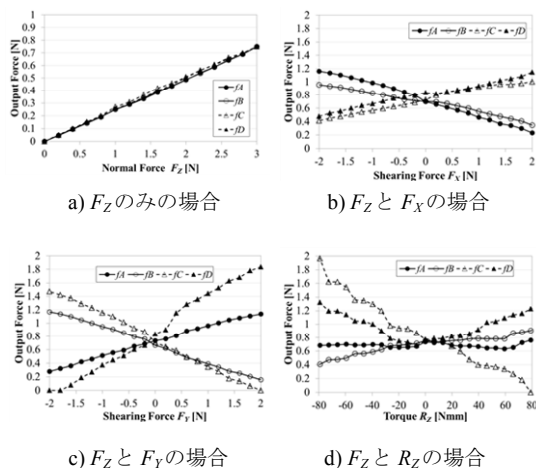 Output Force [N]
1
0.9
0.8
0.7
0.6
0.5
0.4
0.3
0.2
0.1
0
0 0.5 1 1.5 2 2.5 3
Normal Force FZ [N]
fA
fB
fC
fD
a) FZのみの場合
Output Force [N]
2
1.8
1.6
1.4
1.2
1
0.8
0.6
0.4
0.2
0
-2 -1.5 -1 -0.5 0 0.5 1 1.5 2
Shearing Force FX [N]
fA fB fC fD
b) FZと FXの場合
Output Force [N]
2
1.8
1.6
1.4
1.2
1
0.8
0.6
0.4
0.2
0
-2 -1.5 -1 -0.5 0 0.5 1 1.5 2
Shearing Force FY [N]
fA fB fC fD
c) FZと FYの場合
Output Force [N]
2
1.8
1.6
1.4
1.2
1
0.8
0.6
0.4
0.2
0
-80 -60 -40 -20 0 20 40 60 80
Torque RZ [Nmm]
fA fB fC fD
d) FZと RZの場合